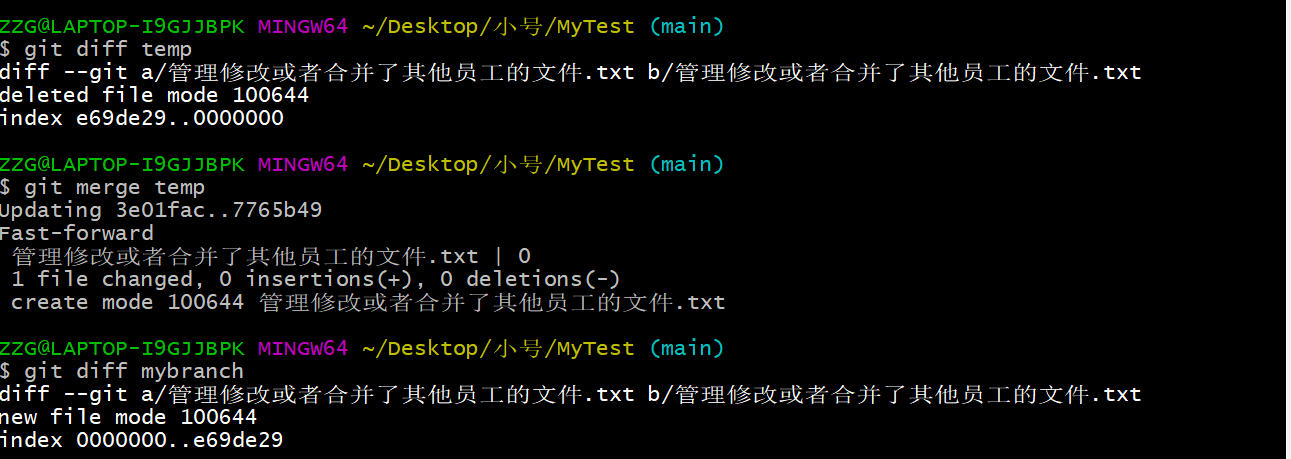 ZZG@LAPTOP-I9GJJBPK MINGW64 ~/Desktop/小号/MyTest (main)
$ git diff temp
diff --git a/管理修改或者合并了其他员工的文件.txt b/管理修改或者合并了其他员工的文件.txt
deleted file mode 100644
index e69de29..0000000
ZZG@LAPTOP-I9GJJBPK MINGW64 ~/Desktop/小号/MyTest (main)
$ git merge temp
Updating 3e01fac..7765b49
Fast-forward
管理修改或者合并了其他员工的文件.txt | 0
1 file changed, 0 insertions(+), 0 deletions(-)
create mode 100644 管理修改或者合并了其他员工的文件.txt
ZZG@LAPTOP-I9GJJBPK MINGW64 ~/Desktop/小号/MyTest (main)
$ git diff mybranch
diff --git a/管理修改或者合并了其他员工的文件.txt b/管理修改或者合并了其他员工的文件.txt
new file mode 100644
index 0000000..e69de29